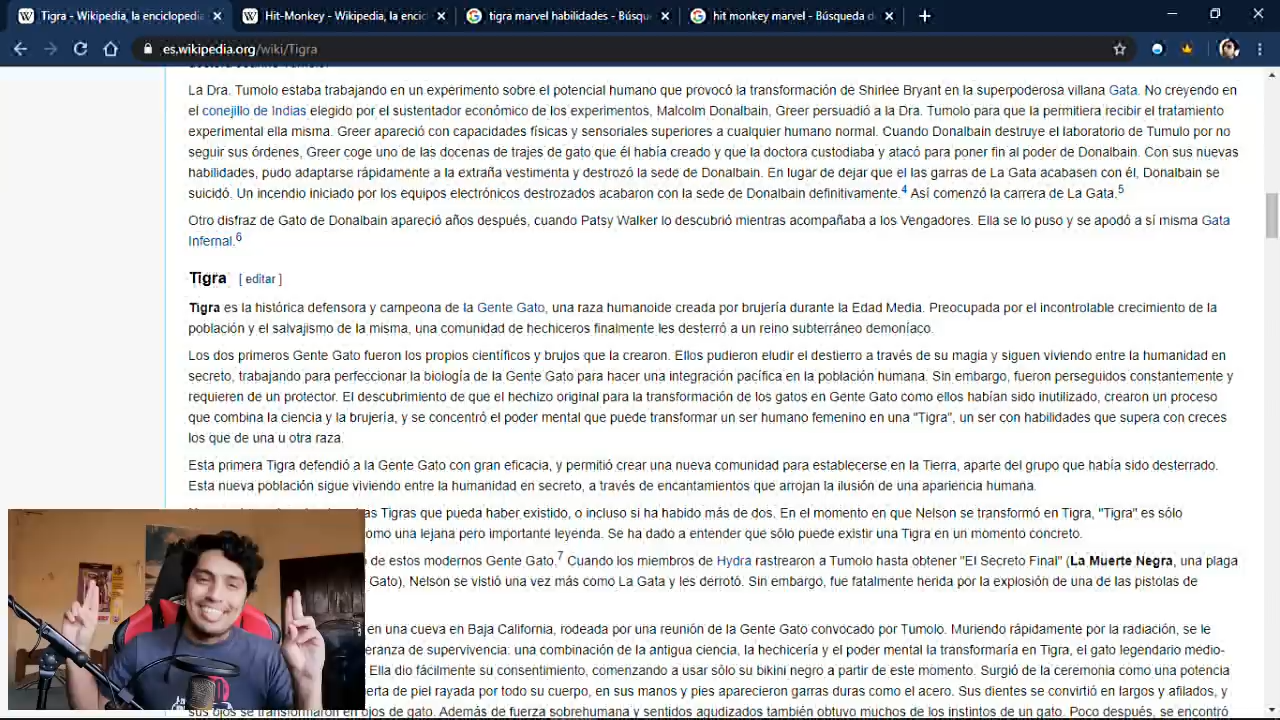 Tigra - Wikipedia, la enciclopedia
Hit-Monkey - Wikipedia, la encic
tigra marvel habilidades - Búsqu
hit monkey marvel - Búsqueda d
es.wikipedia.org/wiki/Tigra
La Dra. Tumolo estaba trabajando en un experimento sobre el potencial humano que provocó la transformación de Shirlee Bryant en la superpoderosa villana Gata. No creyendo en
el conejillo de Indias elegido por el sustentador económico de los experimentos, Malcolm Donalbain, Greer persuadió a la Dra. Tumolo para que la permitiera recibir el tratamiento
experimental ella misma. Greer apareció con capacidades físicas y sensoriales superiores a cualquier humano normal. Cuando Donalbain destruye el laboratorio de Tumulo por no
seguir sus órdenes, Greer coge uno de las docenas de trajes de gato que él había creado y que la doctora custodiaba y atacó para poner fin al poder de Donalbain. Con sus nuevas
habilidades, pudo adaptarse rápidamente a la extraña vestimenta y destrozó la sede de Donalbain. En lugar de dejar que el las garras de La Gata acabasen con él, Donalbain se
suicidó. Un incendio iniciado por los equipos electrónicos destrozados acabaron con la sede de Donalbain definitivamente.4 Así comenzó la carrera de La Gata.5
Otro disfraz de Gato de Donalbain apareció años después, cuando Patsy Walker lo descubrió mientras acompañaba a los Vengadores. Ella se lo puso y se apodó a sí misma Gata
Infernal.6
Tigra [ editar ]
Tigra es la histórica defensora y campeona de la Gente Gato, una raza humanoide creada por brujería durante la Edad Media. Preocupada por el incontrolable crecimiento de la
población y el salvajismo de la misma, una comunidad de hechiceros finalmente les desterró a un reino subterráneo demoníaco.
Los dos primeros Gente Gato fueron los propios científicos y brujos que la crearon. Ellos pudieron eludir el destierro a través de su magia y siguen viviendo entre la humanidad en
secreto, trabajando para perfeccionar la biología de la Gente Gato para hacer una integración pacífica en la población humana. Sin embargo, fueron perseguidos constantemente y
requieren de un protector. El descubrimiento de que el hechizo original para la transformación de los gatos en Gente Gato como ellos habían sido inutilizado, crearon un proceso
que combina la ciencia y la brujería, y se concentró el poder mental que puede transformar un ser humano femenino en una "Tigra", un ser con habilidades que supera con creces
los que de una u otra raza.
Esta primera Tigra defendió a la Gente Gato con gran eficacia, y permitió crear una nueva comunidad para establecerse en la Tierra, aparte del grupo que había sido desterrado.
Esta nueva población sigue viviendo entre la humanidad en secreto, a través de encantamientos que arrojan la ilusión de una apariencia humana.
as Tigras que pueda haber existido, o incluso si ha habido más de dos. En el momento en que Nelson se transformó en Tigra, "Tigra" es sólo
omo una lejana pero importante leyenda. Se ha dado a entender que sólo puede existir una Tigra en un momento concreto.
de estos modernos Gente Gato.7 Cuando los miembros de Hydra rastrearon a Tumolo hasta obtener "El Secreto Final" (La Muerte Negra, una plaga
Gato), Nelson se vistió una vez más como La Gata y les derrotó. Sin embargo, fue fatalmente herida por la explosión de una de las pistolas de
en una cueva en Baja California, rodeada por una reunión de la Gente Gato convocado por Tumolo. Muriendo rápidamente por la radiación, se le
eranza de supervivencia: una combinación de la antigua ciencia, la hechicería y el poder mental la transformaría en Tigra, el gato legendario medio-
Ella dio fácilmente su consentimiento, comenzando a usar sólo su bikini negro a partir de este momento. Surgió de la ceremonia como una potencia
erta de piel rayada por todo su cuerpo, en sus manos y pies aparecieron garras duras como el acero. Sus dientes se convirtió en largos y afilados, y
sus ojos se transformaron en ojos de gato. Además de fuerza sobrehumana y sentidos agudizados también obtuvo muchos de los instintos de un gato. Poco después, se encontró